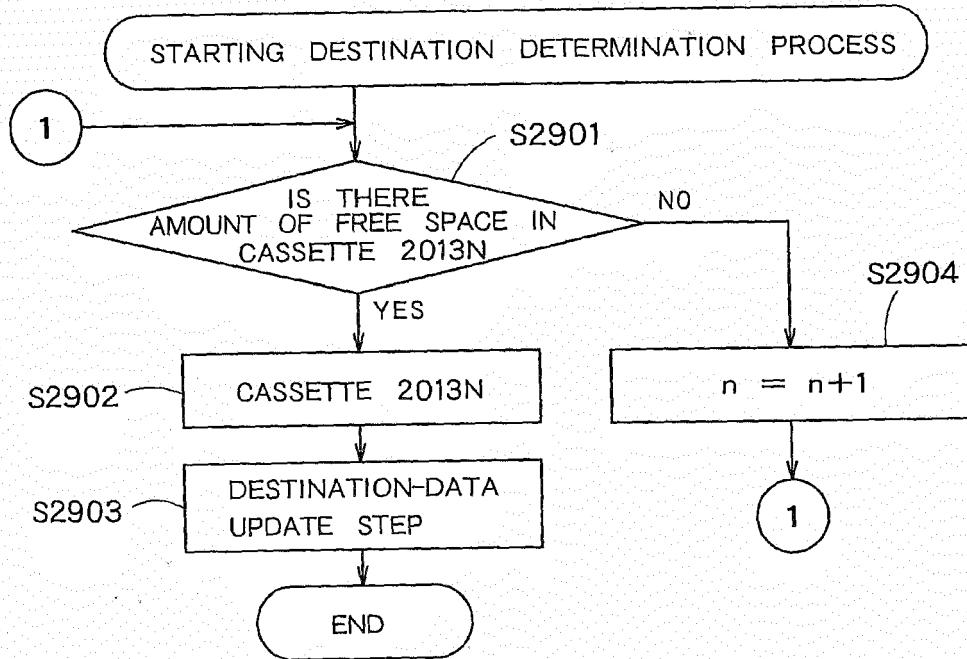 STARTING DESTINATION DETERMINATION PROCESS
1
S2901
IS THERE
AMOUNT OF FREE SPACE IN
CASSETTE 2013N
NO
YES
S2904
S2902
CASSETTE 2013N
n = n+1
S2903
DESTINATION-DATA
UPDATE STEP
1
END